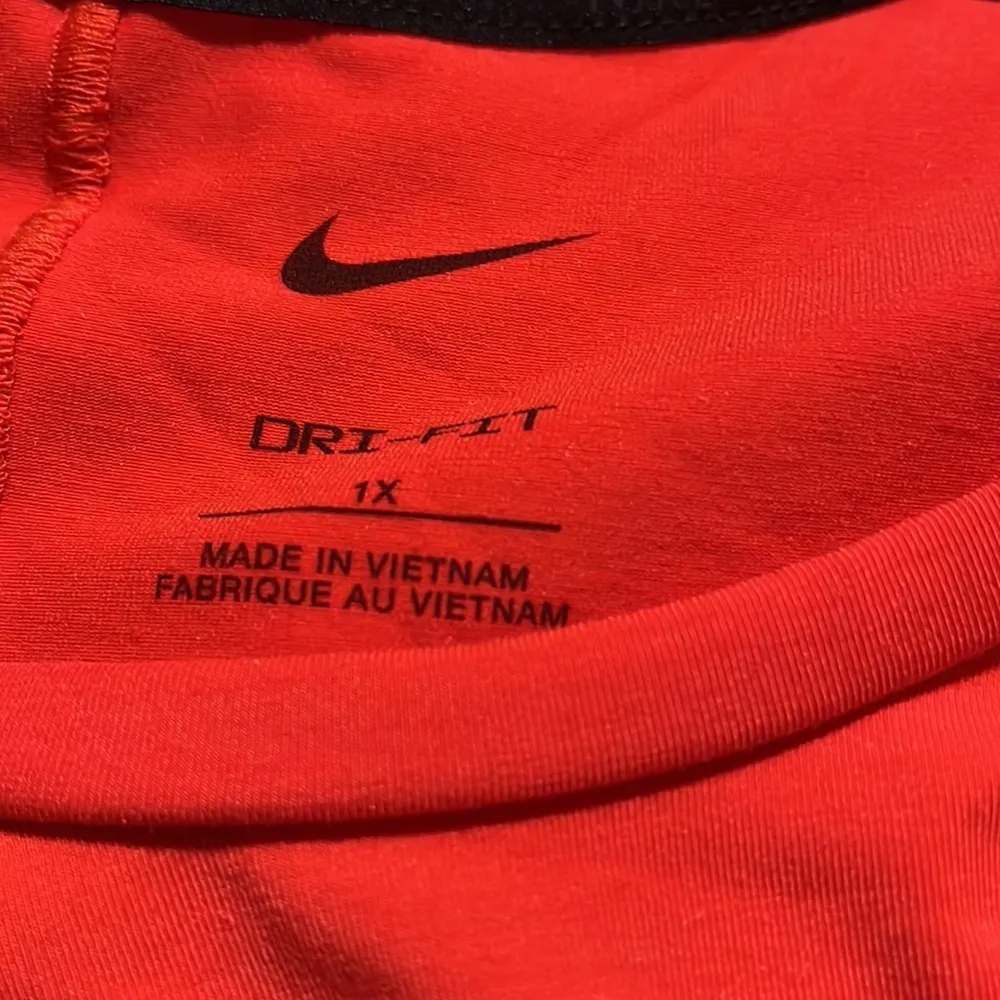 DRI-FIT
1X
MADE IN VIETNAM
FABRIQUE AU VIETNAM